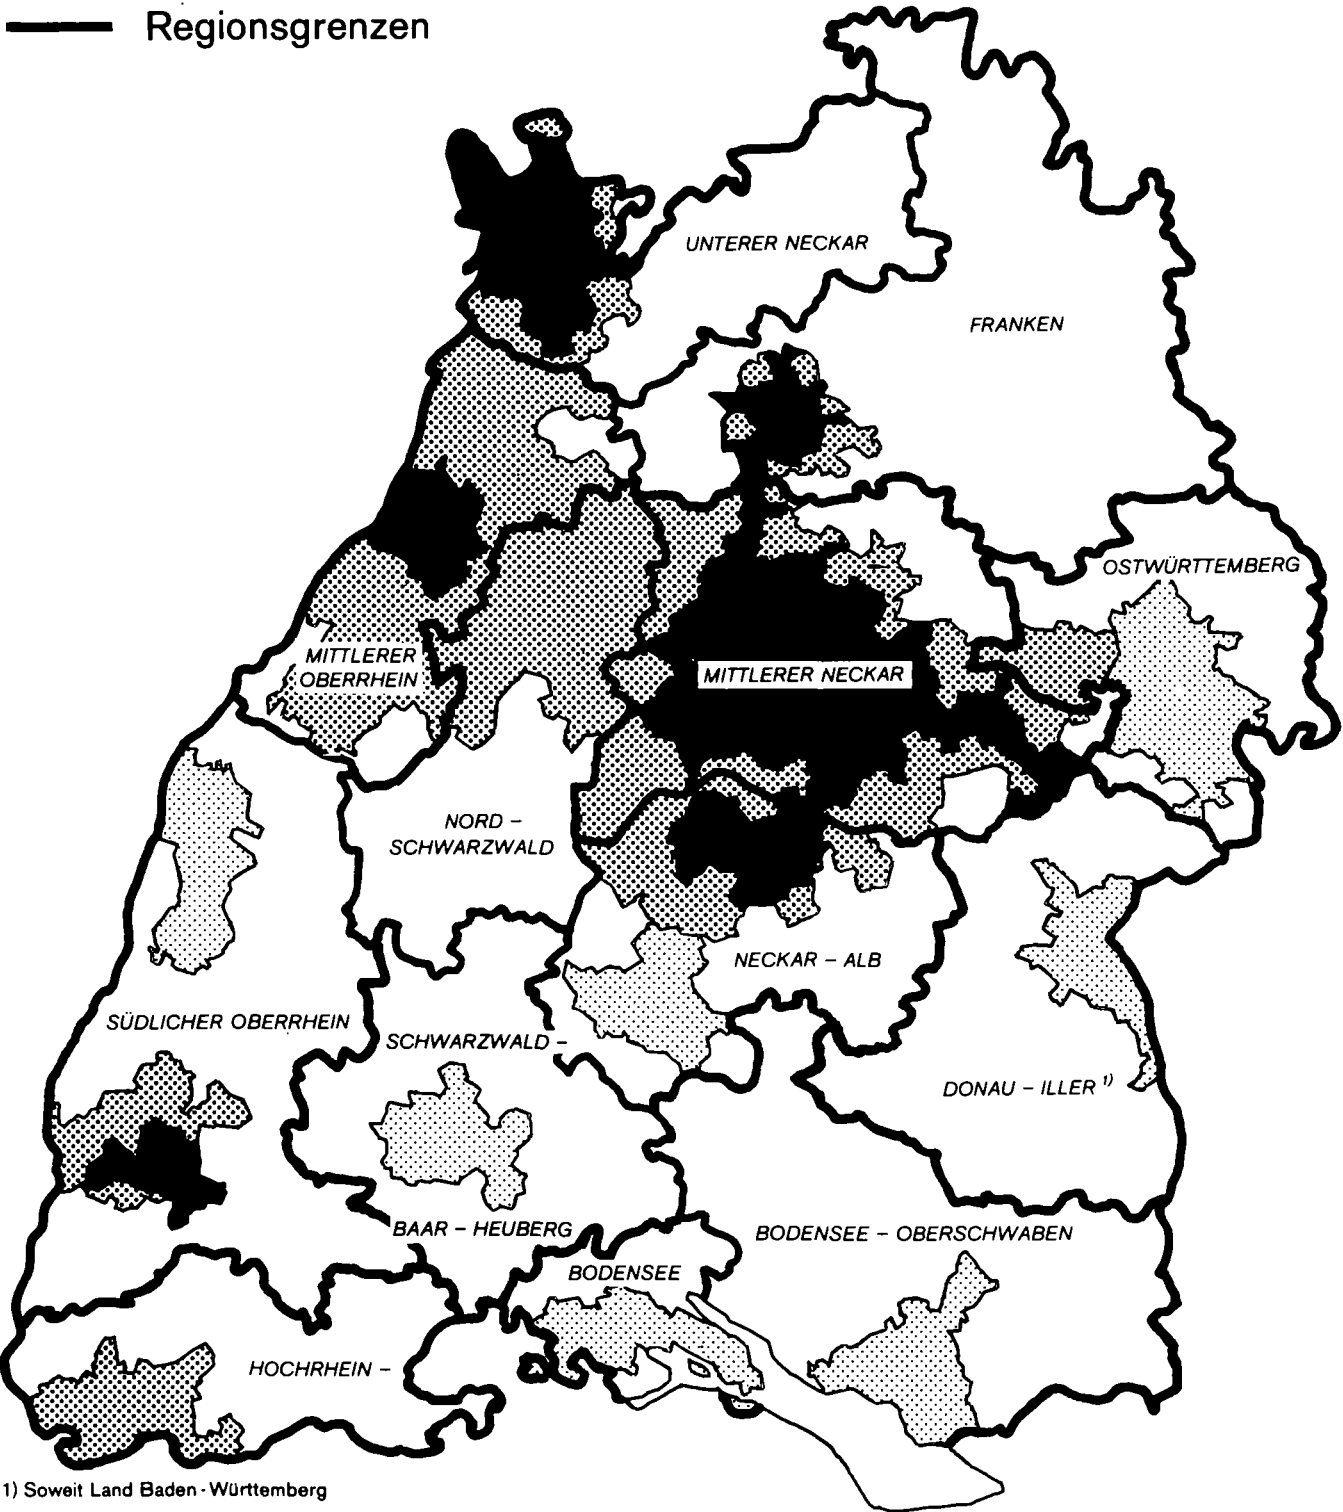 Regionsgrenzen
UNTERER NECKAR
FRANKEN
OSTWÜRTTEMBERG
MITTLERER
OBERRHEIN
MITTLERER NECKAR
NORD –
SCHWARZWALD
NECKAR – ALB
SÜDLICHER OBERRHEIN
SCHWARZWALD –
DONAU – ILLER 1)
BAAR – HEUBERG
BODENSEE – OBERSCHWABEN
BODENSEE
HOCHRHEIN –
1) Soweit Land Baden-Württemberg